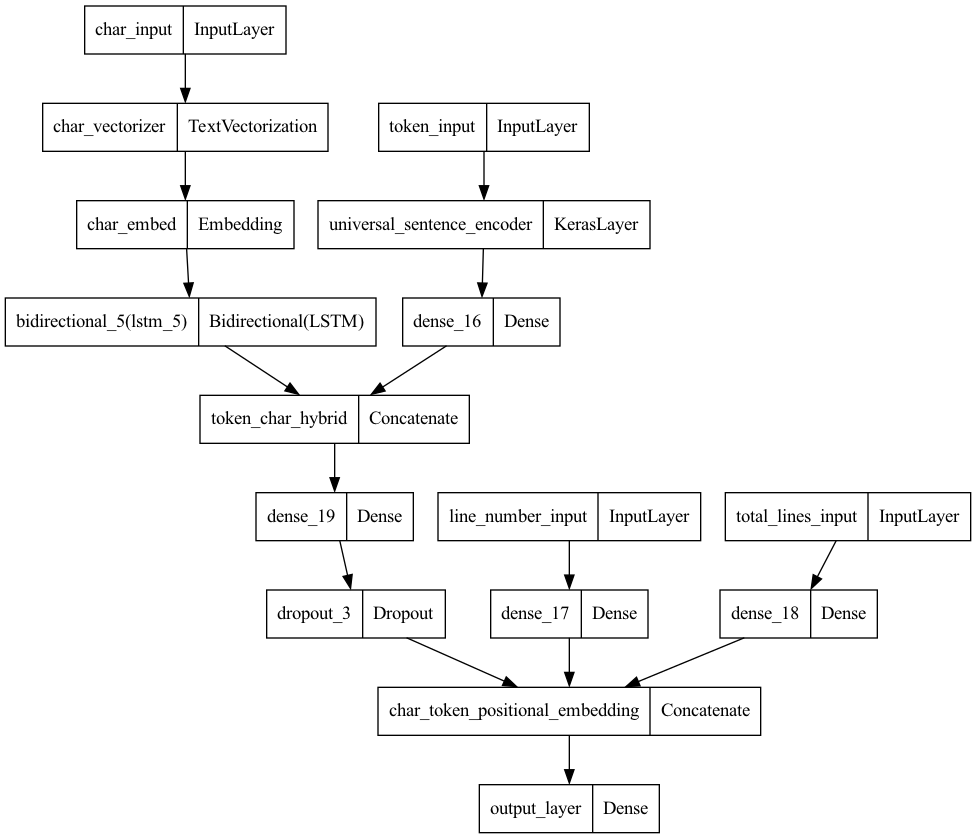 char_input InputLayer
char_vectorizer TextVectorization
token_input InputLayer
char_embed Embedding
universal_sentence_encoder KerasLayer
bidirectional_5(lstm_5) Bidirectional(LSTM)
dense_16 Dense
token_char_hybrid Concatenate
dense_19 Dense
line_number_input InputLayer
total_lines_input InputLayer
dropout_3 Dropout
dense_17 Dense
dense_18 Dense
char_token_positional_embedding Concatenate
output_layer Dense